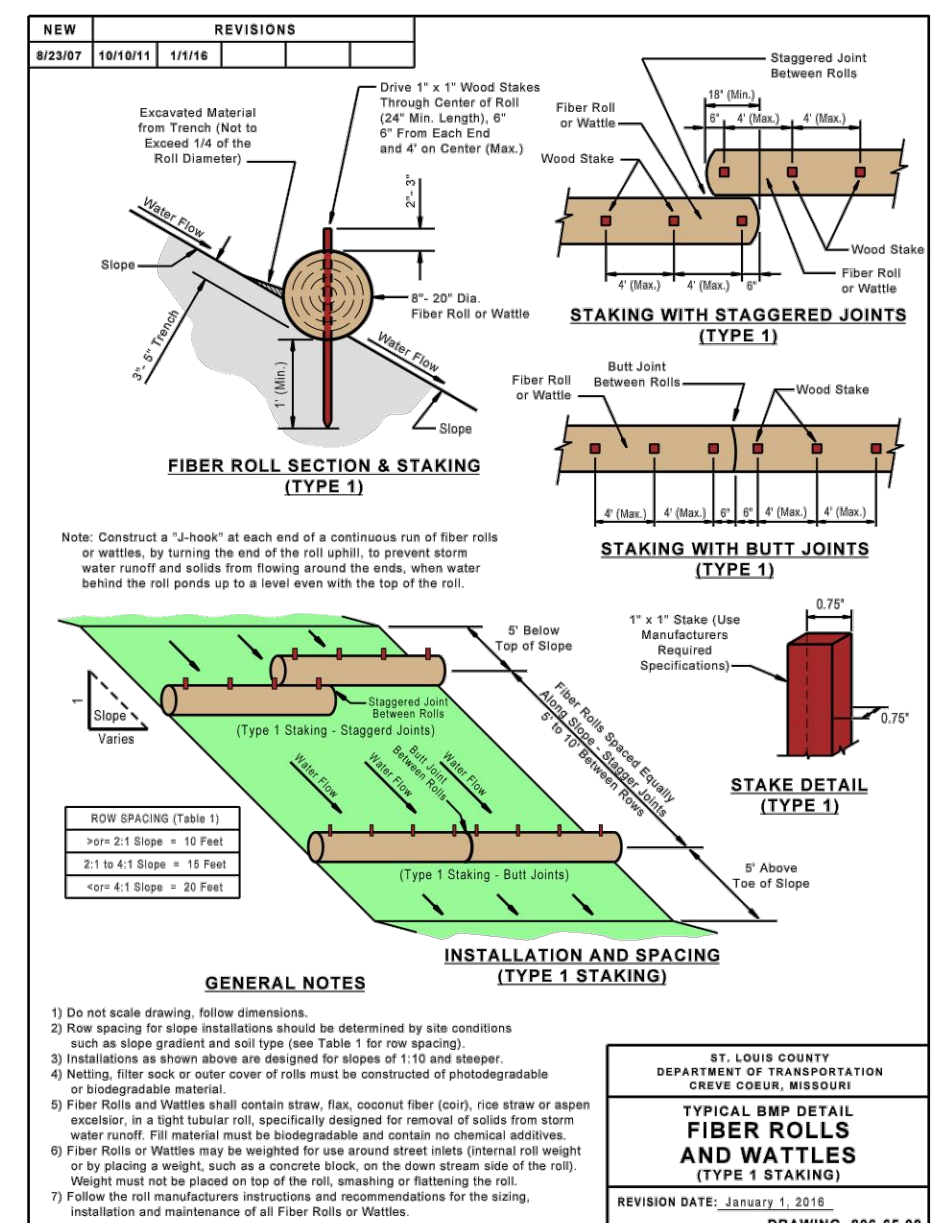 NEW
REVISIONS
8/23/07
10/10/11
1/1/16
Drive 1" x 1" Wood Stakes
Through Center of Roll
(24" Min. Length), 6"
6" From Each End
and 4' on Center (Max.)
Excavated Material
from Trench (Not to
Exceed 1/4 of the
Roll Diameter)
Water Flow
Slope
2"- 3"
8"- 20" Dia.
Fiber Roll or Wattle
3"- 5" Trench
1' (Min.)
Water Flow
Slope
FIBER ROLL SECTION & STAKING
(TYPE 1)
Staggered Joint
Between Rolls
18" (Min.)
6"
4' (Max.)
4' (Max.)
Fiber Roll
or Wattle
Wood Stake
Wood Stake
Fiber Roll
or Wattle
4' (Max.)
4' (Max.)
6"
STAKING WITH STAGGERED JOINTS
(TYPE 1)
Butt Joint
Between Rolls
Fiber Roll
or Wattle
Wood Stake
4' (Max.)
4' (Max.)
6"
6"
4' (Max.)
4' (Max.)
STAKING WITH BUTT JOINTS
(TYPE 1)
Note: Construct a "J-hook" at each end of a continuous run of fiber rolls
or wattles, by turning the end of the roll uphill, to prevent storm
water runoff and solids from flowing around the ends, when water
behind the roll ponds up to a level even with the top of the roll.
5' Below
Top of Slope
Fiber Rolls Spaced Equally
Along Slope - Stagger Joints
5' to 10' Between Rows
1
Slope
Varies
Staggered Joint
Between Rolls
(Type 1 Staking - Staggerd Joints)
Water Flow
Water Flow
Butt Joint
Between Rolls
Water Flow
(Type 1 Staking - Butt Joints)
5' Above
Toe of Slope
INSTALLATION AND SPACING
(TYPE 1 STAKING)
0.75"
1" x 1" Stake (Use
Manufacturers
Required
Specifications)
0.75"
STAKE DETAIL
(TYPE 1)
ROW SPACING (Table 1)
>or= 2:1 Slope = 10 Feet
2:1 to 4:1 Slope = 15 Feet
<or= 4:1 Slope = 20 Feet
GENERAL NOTES
1) Do not scale drawing, follow dimensions.
2) Row spacing for slope installations should be determined by site conditions
such as slope gradient and soil type (see Table 1 for row spacing).
3) Installations as shown above are designed for slopes of 1:10 and steeper.
4) Netting, filter sock or outer cover of rolls must be constructed of photodegradable
or biodegradable material.
5) Fiber Rolls and Wattles shall contain straw, flax, coconut fiber (coir), rice straw or aspen
excelsior, in a tight tubular roll, specifically designed for removal of solids from storm
water runoff. Fill material must be biodegradable and contain no chemical additives.
6) Fiber Rolls or Wattles may be weighted for use around street inlets (internal roll weight
or by placing a weight, such as a concrete block, on the down stream side of the roll).
Weight must not be placed on top of the roll, smashing or flattening the roll.
7) Follow the roll manufacturers instructions and recommendations for the sizing,
installation and maintenance of all Fiber Rolls or Wattles.
ST. LOUIS COUNTY
DEPARTMENT OF TRANSPORTATION
CREVE COEUR, MISSOURI
TYPICAL BMP DETAIL
FIBER ROLLS
AND WATTLES
(TYPE 1 STAKING)
REVISION DATE: January 1, 2016
DRAWING